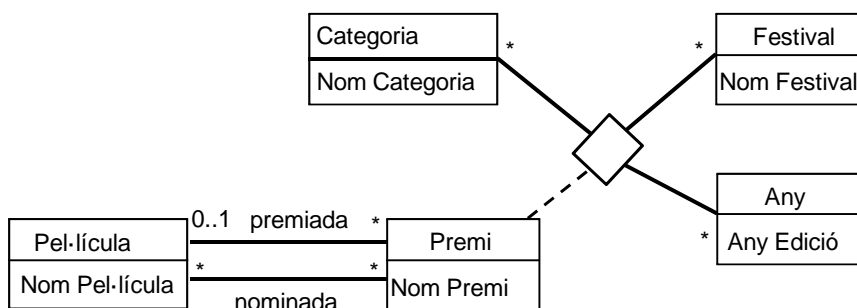 Categoria
*
*
Festival
Nom Categoria
Nom Festival
Any
*
Any Edició
Pel·lícula
0..1 premiada *
Premi
Nom Pel·lícula
* *
Nom Premi
nominada